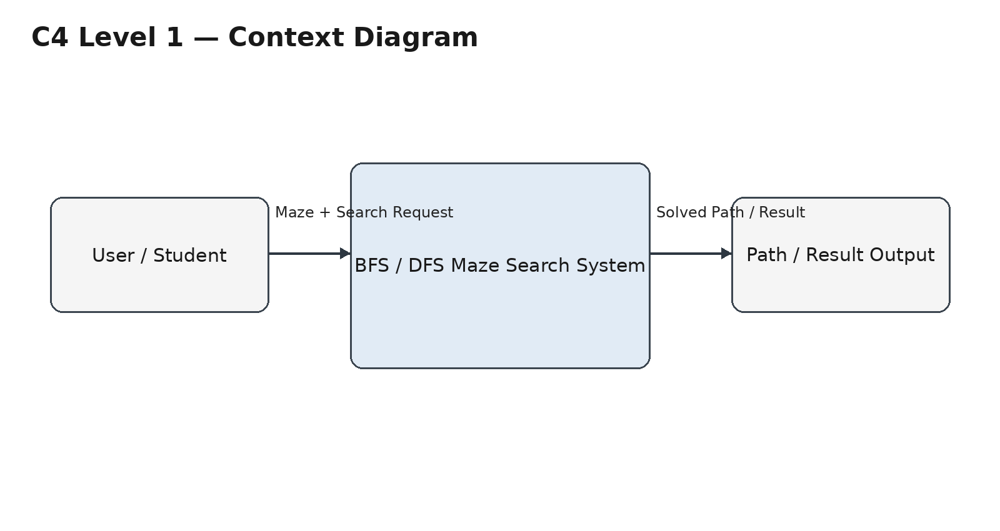 C4 Level 1 — Context Diagram
Maze + Search Request
Solved Path / Result
User / Student
BFS / DFS Maze Search System
Path / Result Output